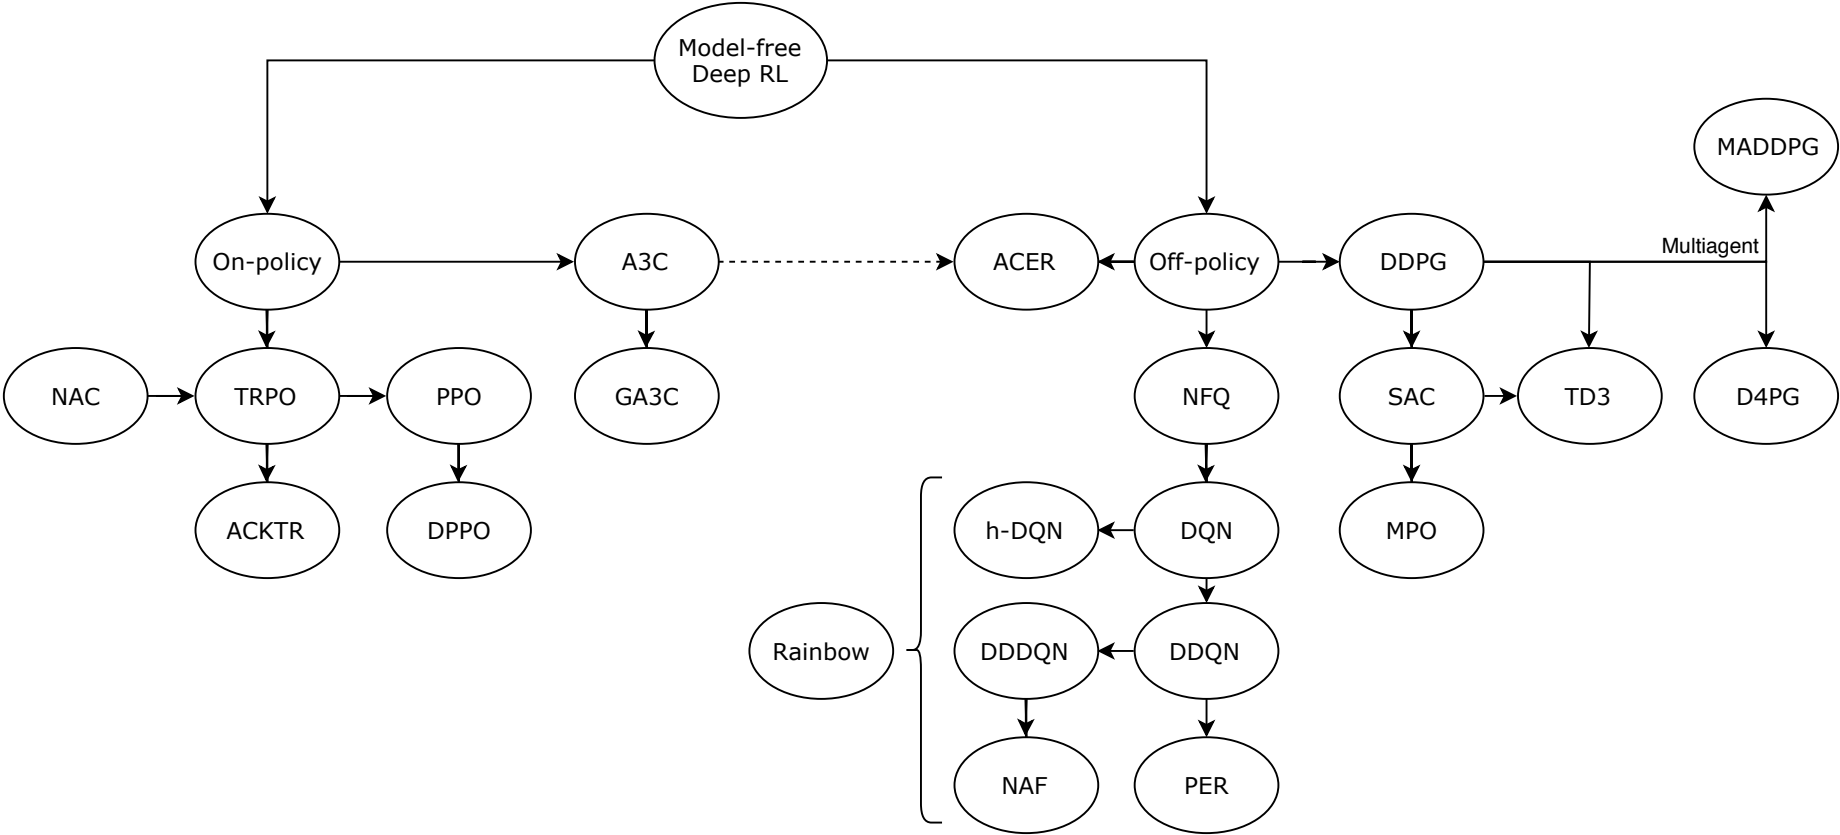 Model-free
Deep RL
MADDPG
Multiagent
On-policy
A3C
ACER
Off-policy
DDPG
NAC
TRPO
PPO
GA3C
NFQ
SAC
TD3
D4PG
ACKTR
DPPO
h-DQN
DQN
MPO
Rainbow
DDDQN
DDQN
NAF
PER